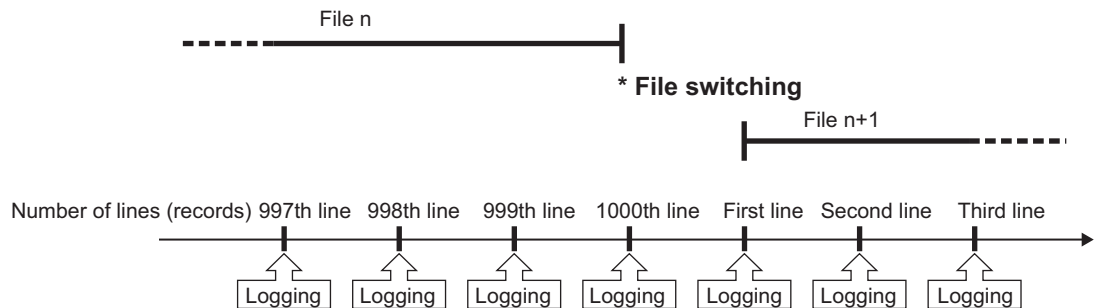 File n
* File switching
File n+1
Number of lines (records) 997th line 998th line 999th line 1000th line First line Second line Third line
Logging Logging Logging Logging Logging Logging Logging